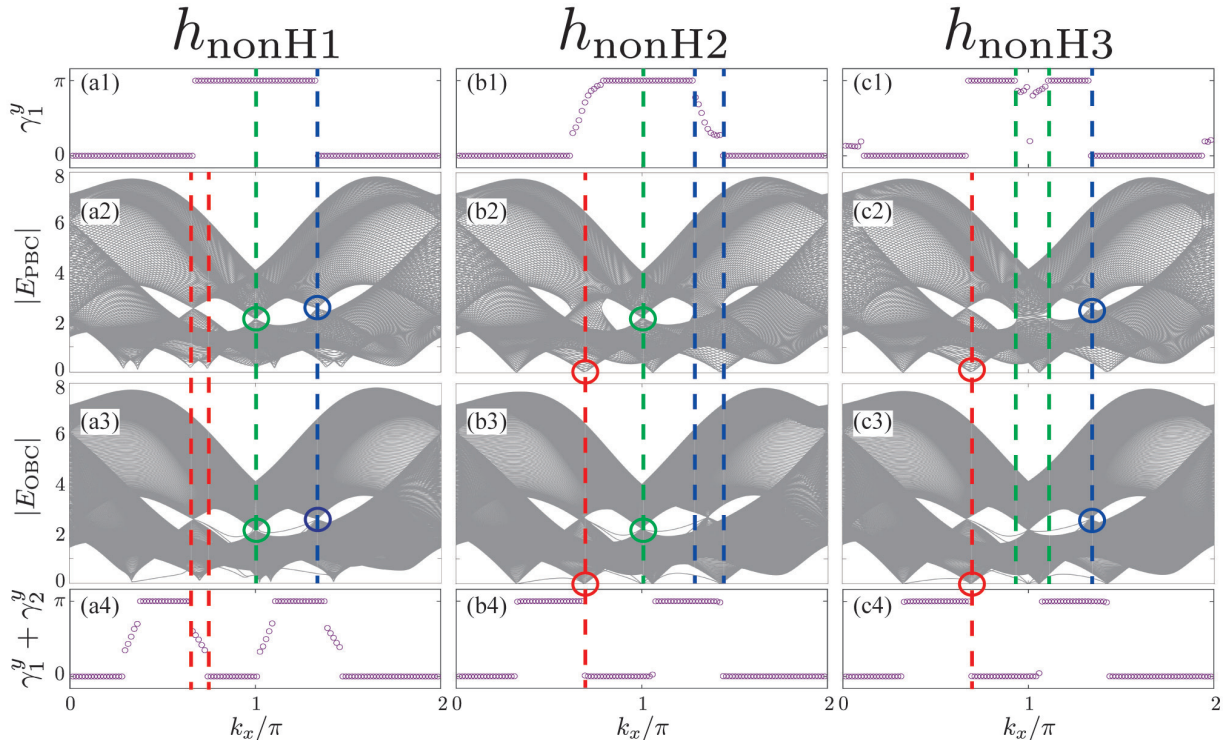 h_nonH1 h_nonH2 h_nonH3
π (a1) (b1) (c1)
γ_1^y
0
8
(a2) (b2) (c2)
6
|E_PBC|
4
2
0
8
(a3) (b3) (c3)
6
|E_OBC|
4
2
0
π (a4) (b4) (c4)
γ_1^y + γ_2^y
0
0 1 2 0 1 2 0 1 2
k_x/π k_x/π k_x/π